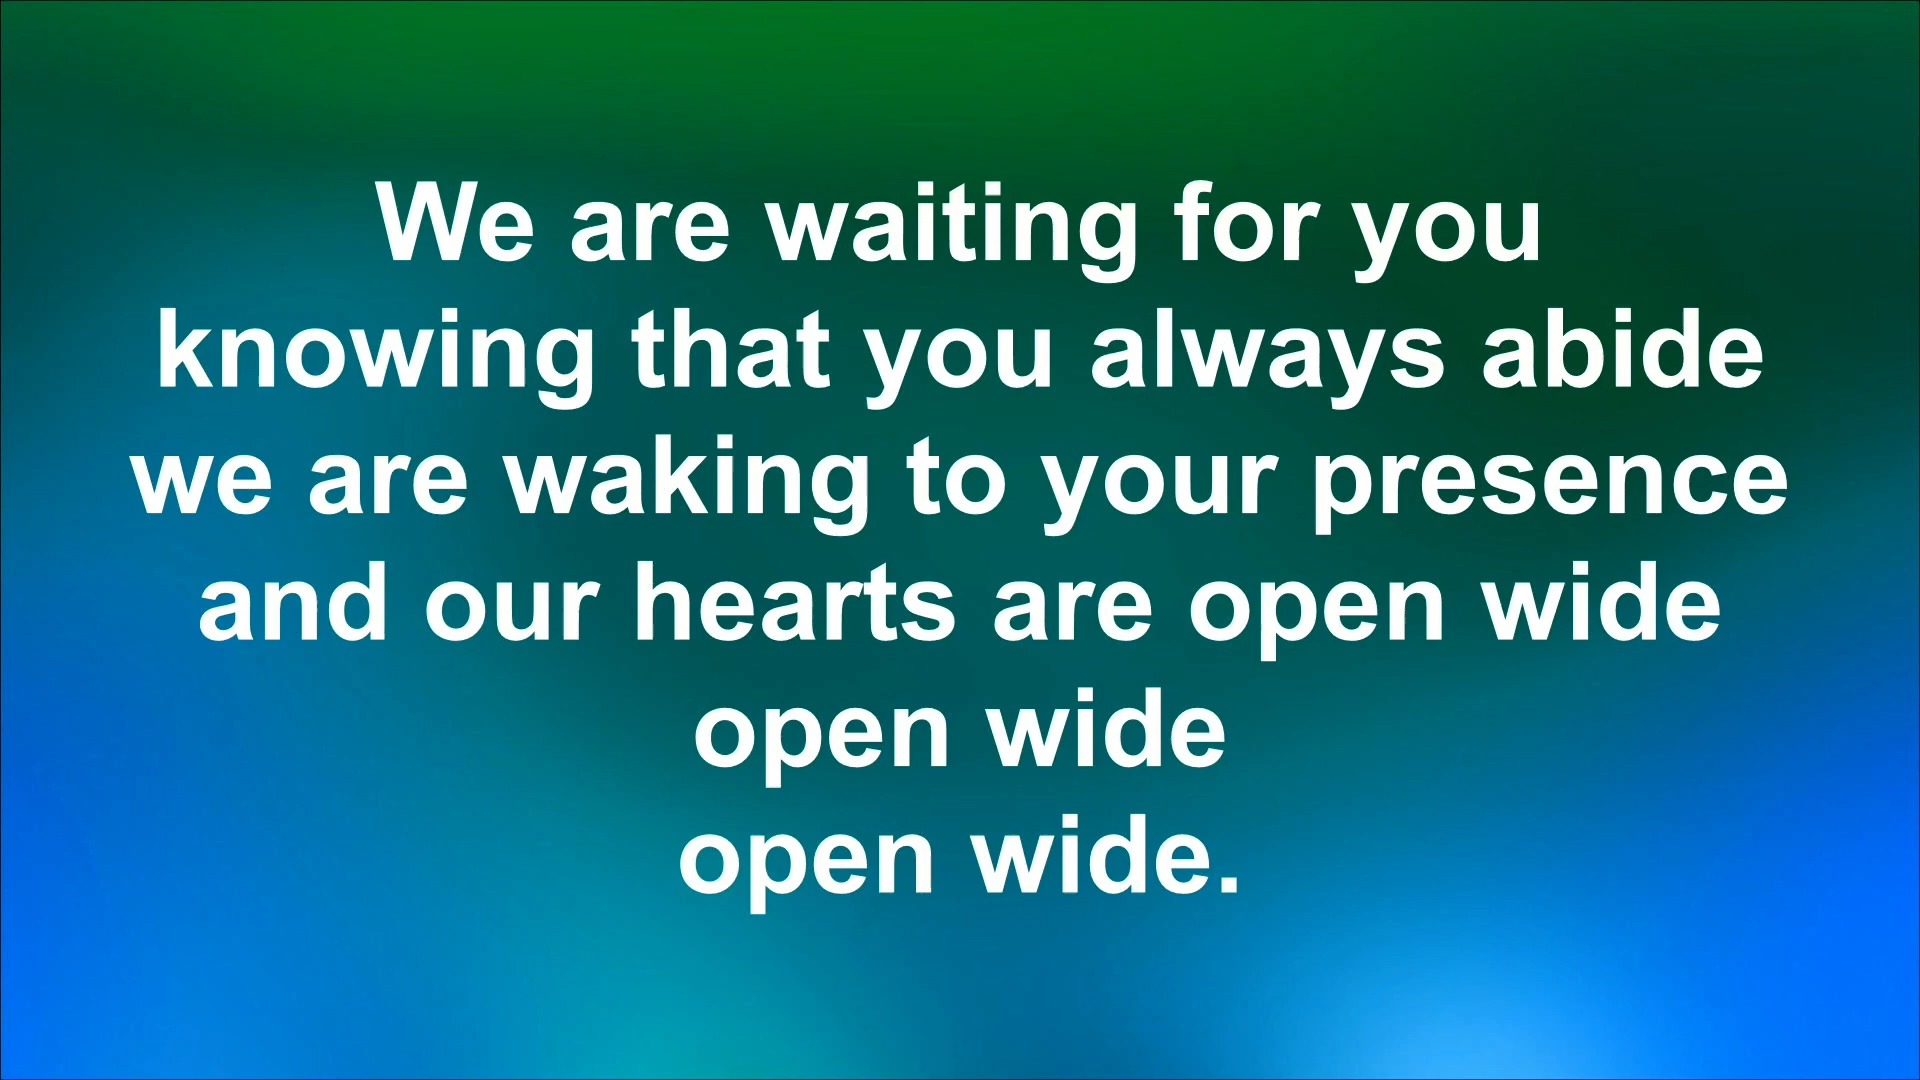 We are waiting for you
knowing that you always abide
we are waking to your presence
and our hearts are open wide
open wide
open wide.